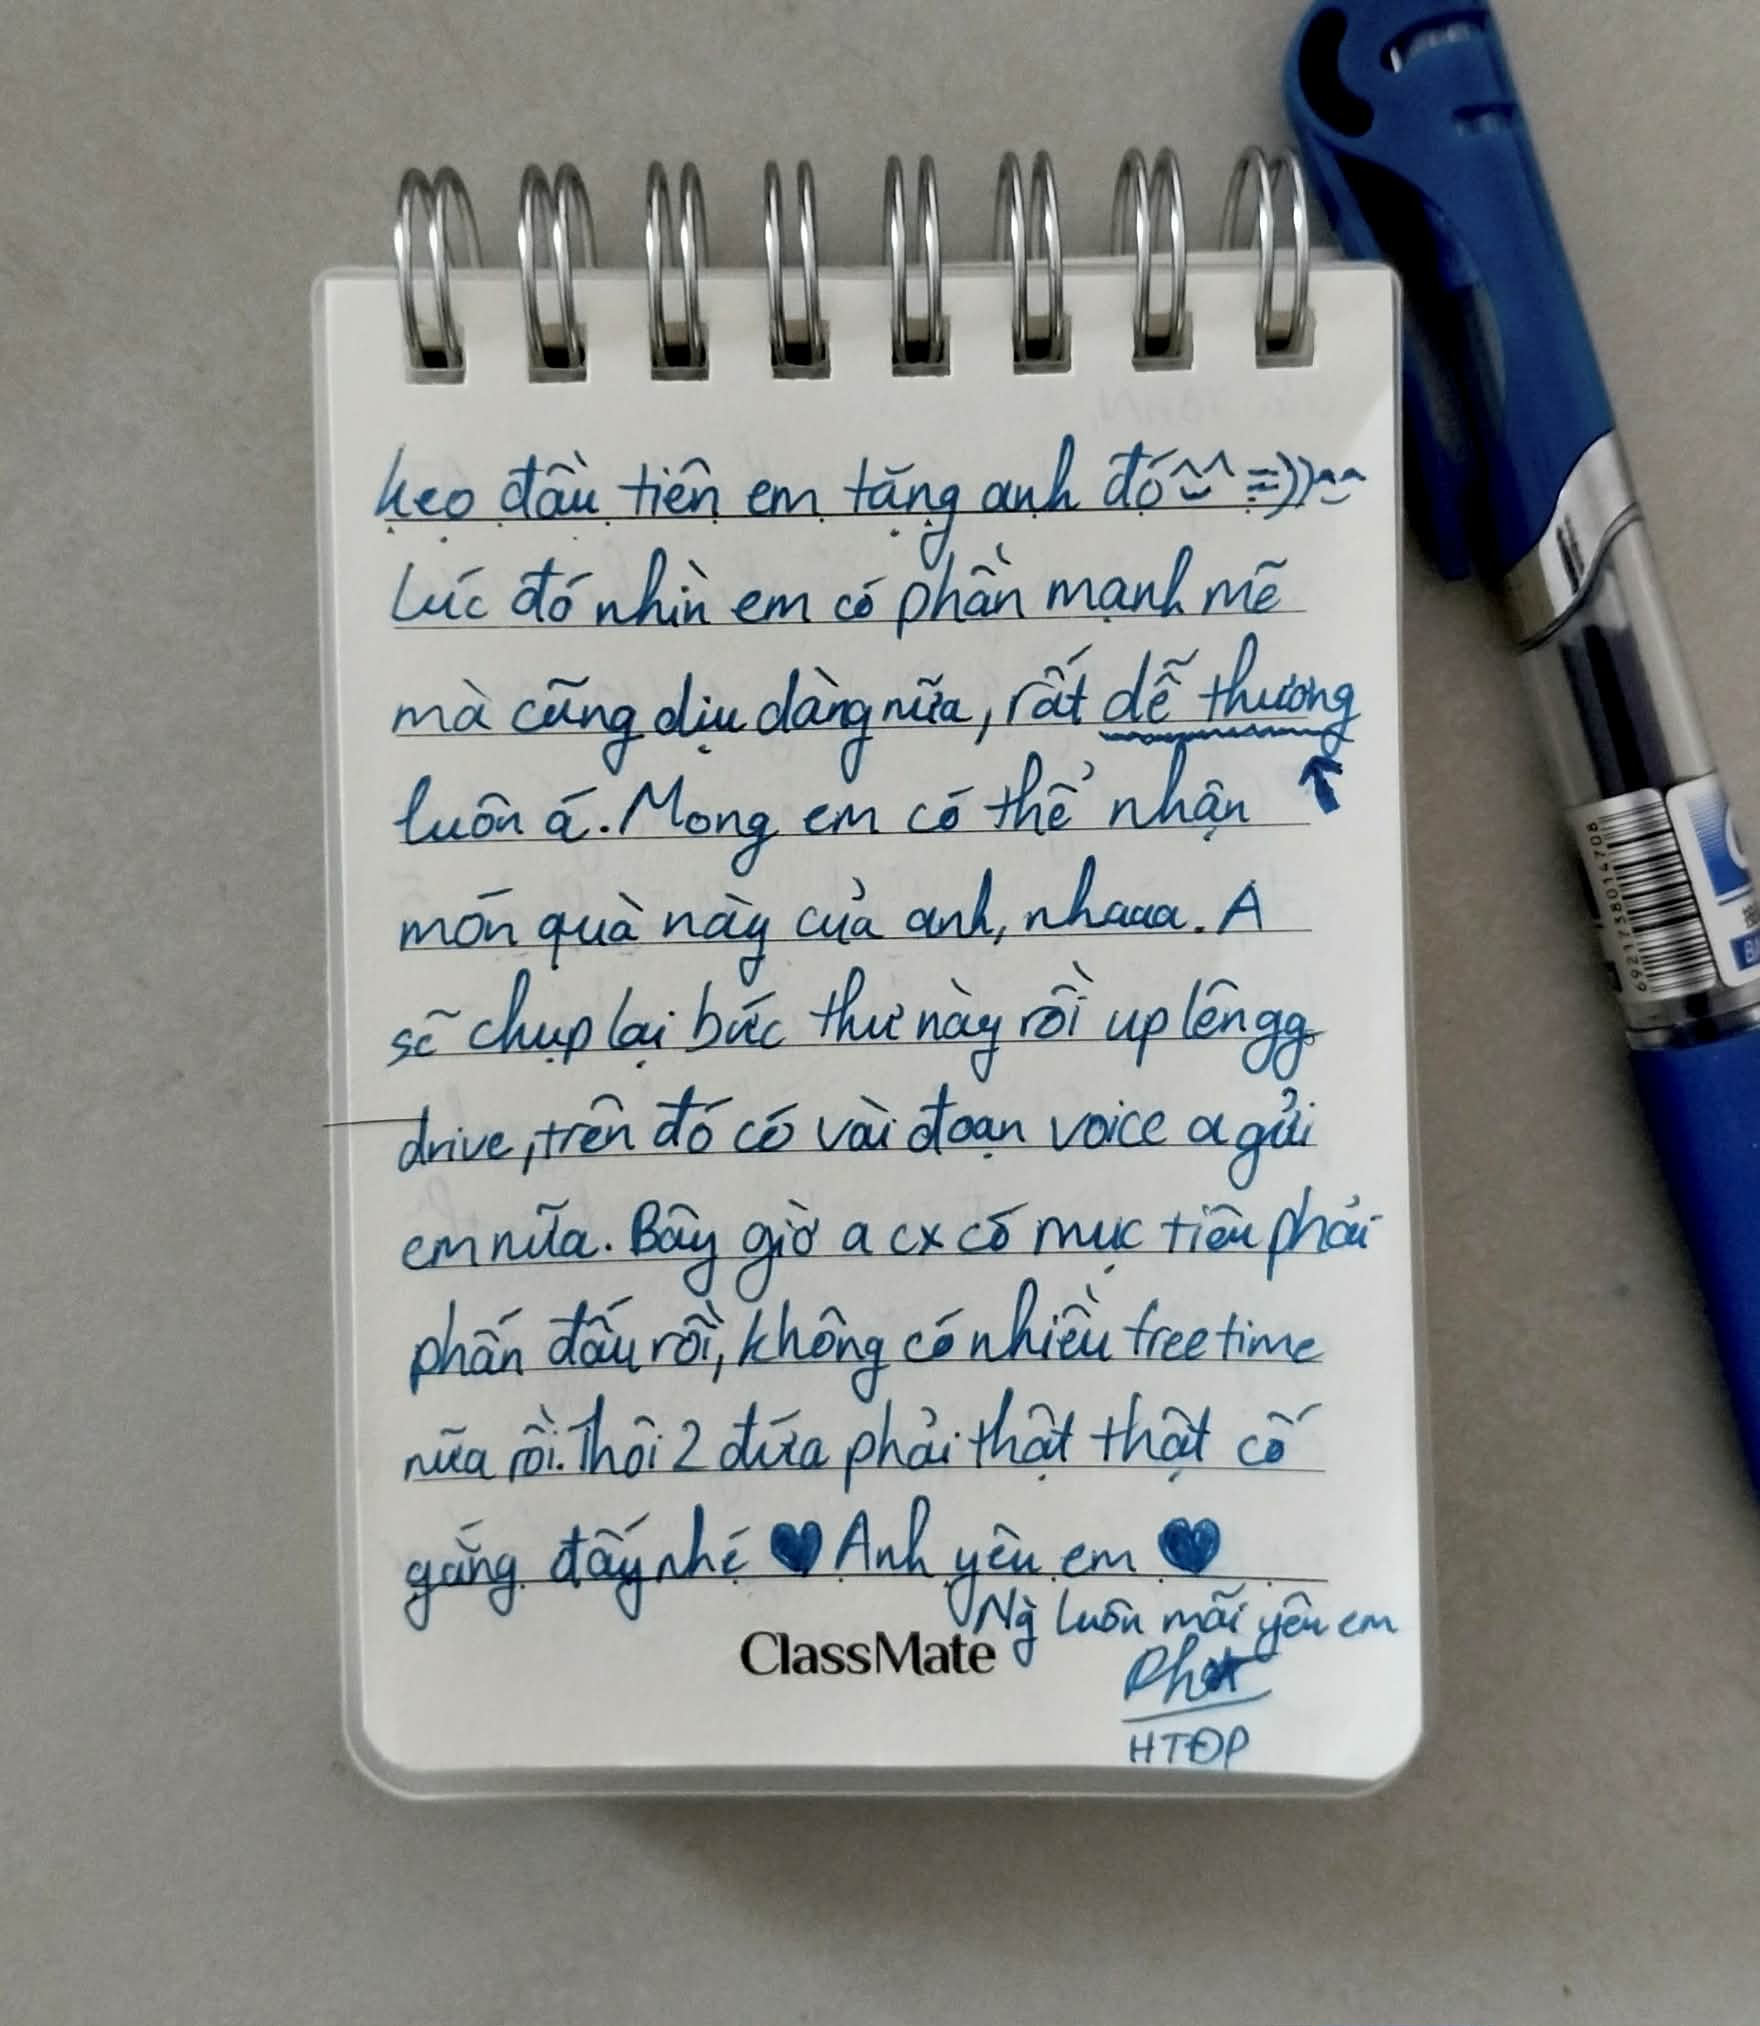 kẹo đầu tiên em tặng anh đó ^^ =)) ^^
Lúc đó nhìn em có phần mạnh mẽ
mà cũng dịu dàng nữa, rất dễ thương
luôn á. Mong em có thể nhận
món quà này của anh, nhaaa. A
sẽ chụp lại bức thư này rồi up lên gg
drive, trên đó có vài đoạn voice a gửi
em nữa. Bây giờ a cx có mục tiêu phải
phấn đấu rồi, không có nhiều free time
nữa rồi. Thôi 2 đứa phải thật thật cố
gắng đấy nhé ♥ Anh yêu em ♥
Ng luôn mãi yêu em
ClassMate
HTĐP
6921738014708